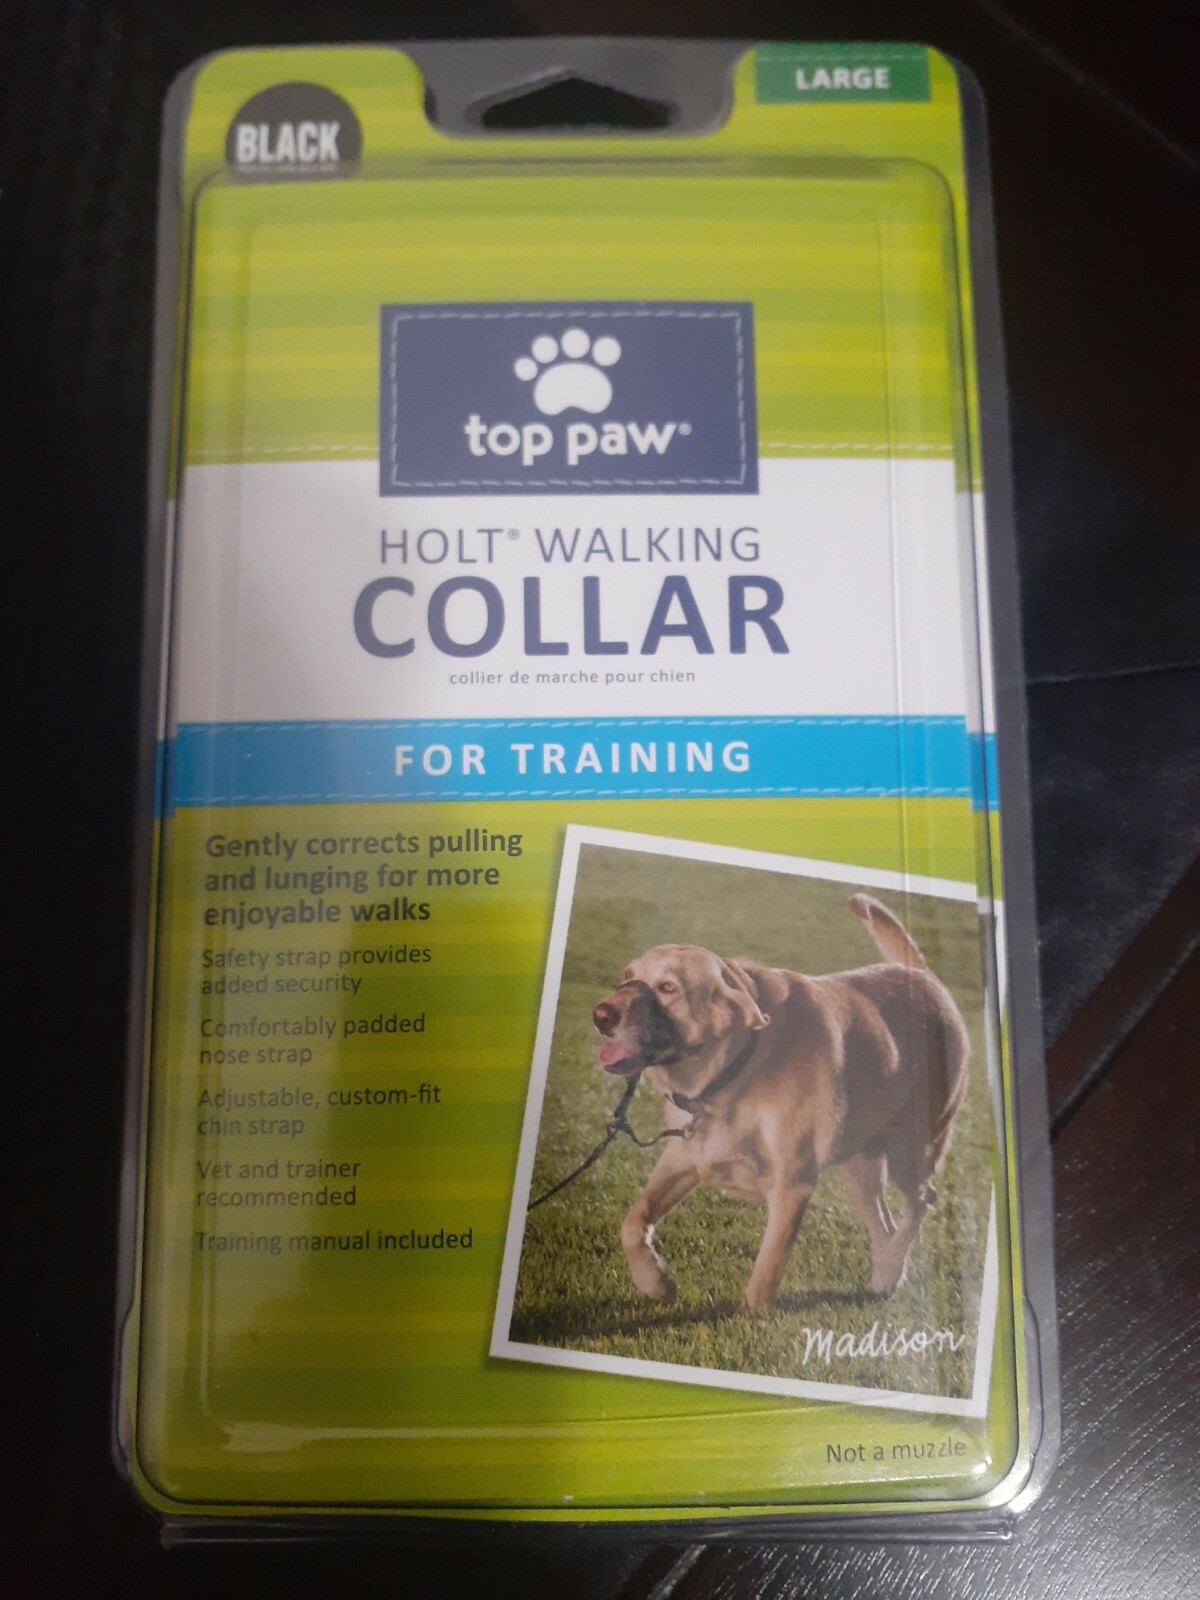 BLACK
LARGE
top paw®
HOLT® WALKING
COLLAR
collier de marche pour chien
FOR TRAINING
Gently corrects pulling
and lunging for more
enjoyable walks
Safety strap provides
added security
Comfortably padded
nose strap
Adjustable, custom-fit
chin strap
Vet and trainer
recommended
Training manual included
Madison
Not a muzzle